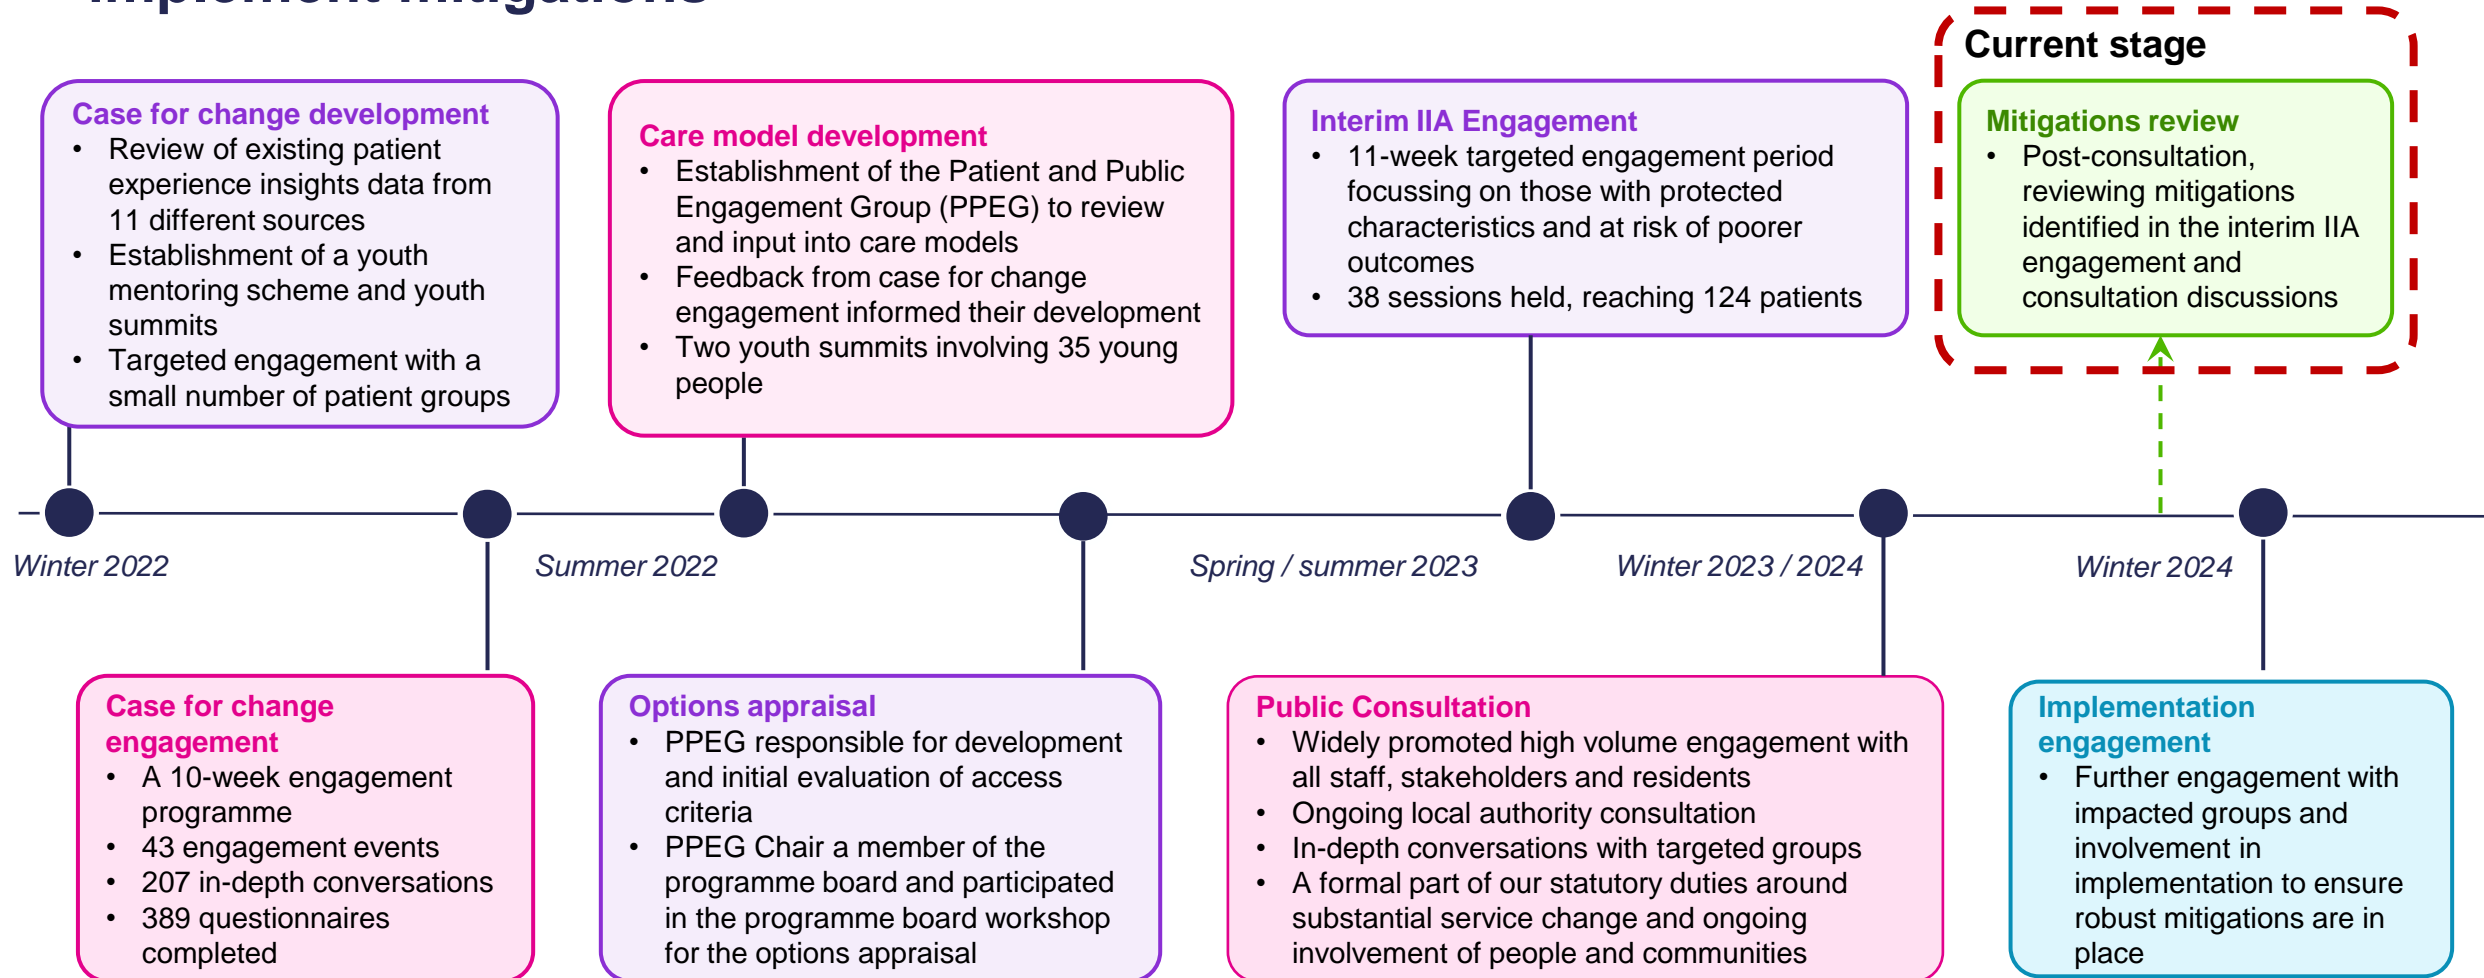 Implement mitigations
Current stage
Case for change development
• Review of existing patient
experience insights data from
11 different sources
• Establishment of a youth
mentoring scheme and youth
summits
• Targeted engagement with a
small number of patient groups
Care model development
• Establishment of the Patient and Public
Engagement Group (PPEG) to review
and input into care models
• Feedback from case for change
engagement informed their development
• Two youth summits involving 35 young
people
Interim IIA Engagement
• 11-week targeted engagement period
focussing on those with protected
characteristics and at risk of poorer
outcomes
• 38 sessions held, reaching 124 patients
Mitigations review
• Post-consultation,
reviewing mitigations
identified in the interim IIA
engagement and
consultation discussions
Winter 2022
Summer 2022
Spring / summer 2023
Winter 2023 / 2024
Winter 2024
Case for change
engagement
• A 10-week engagement
programme
• 43 engagement events
• 207 in-depth conversations
• 389 questionnaires
completed
Options appraisal
• PPEG responsible for development
and initial evaluation of access
criteria
• PPEG Chair a member of the
programme board and participated
in the programme board workshop
for the options appraisal
Public Consultation
• Widely promoted high volume engagement with
all staff, stakeholders and residents
• Ongoing local authority consultation
• In-depth conversations with targeted groups
• A formal part of our statutory duties around
substantial service change and ongoing
involvement of people and communities
Implementation
engagement
• Further engagement with
impacted groups and
involvement in
implementation to ensure
robust mitigations are in
place